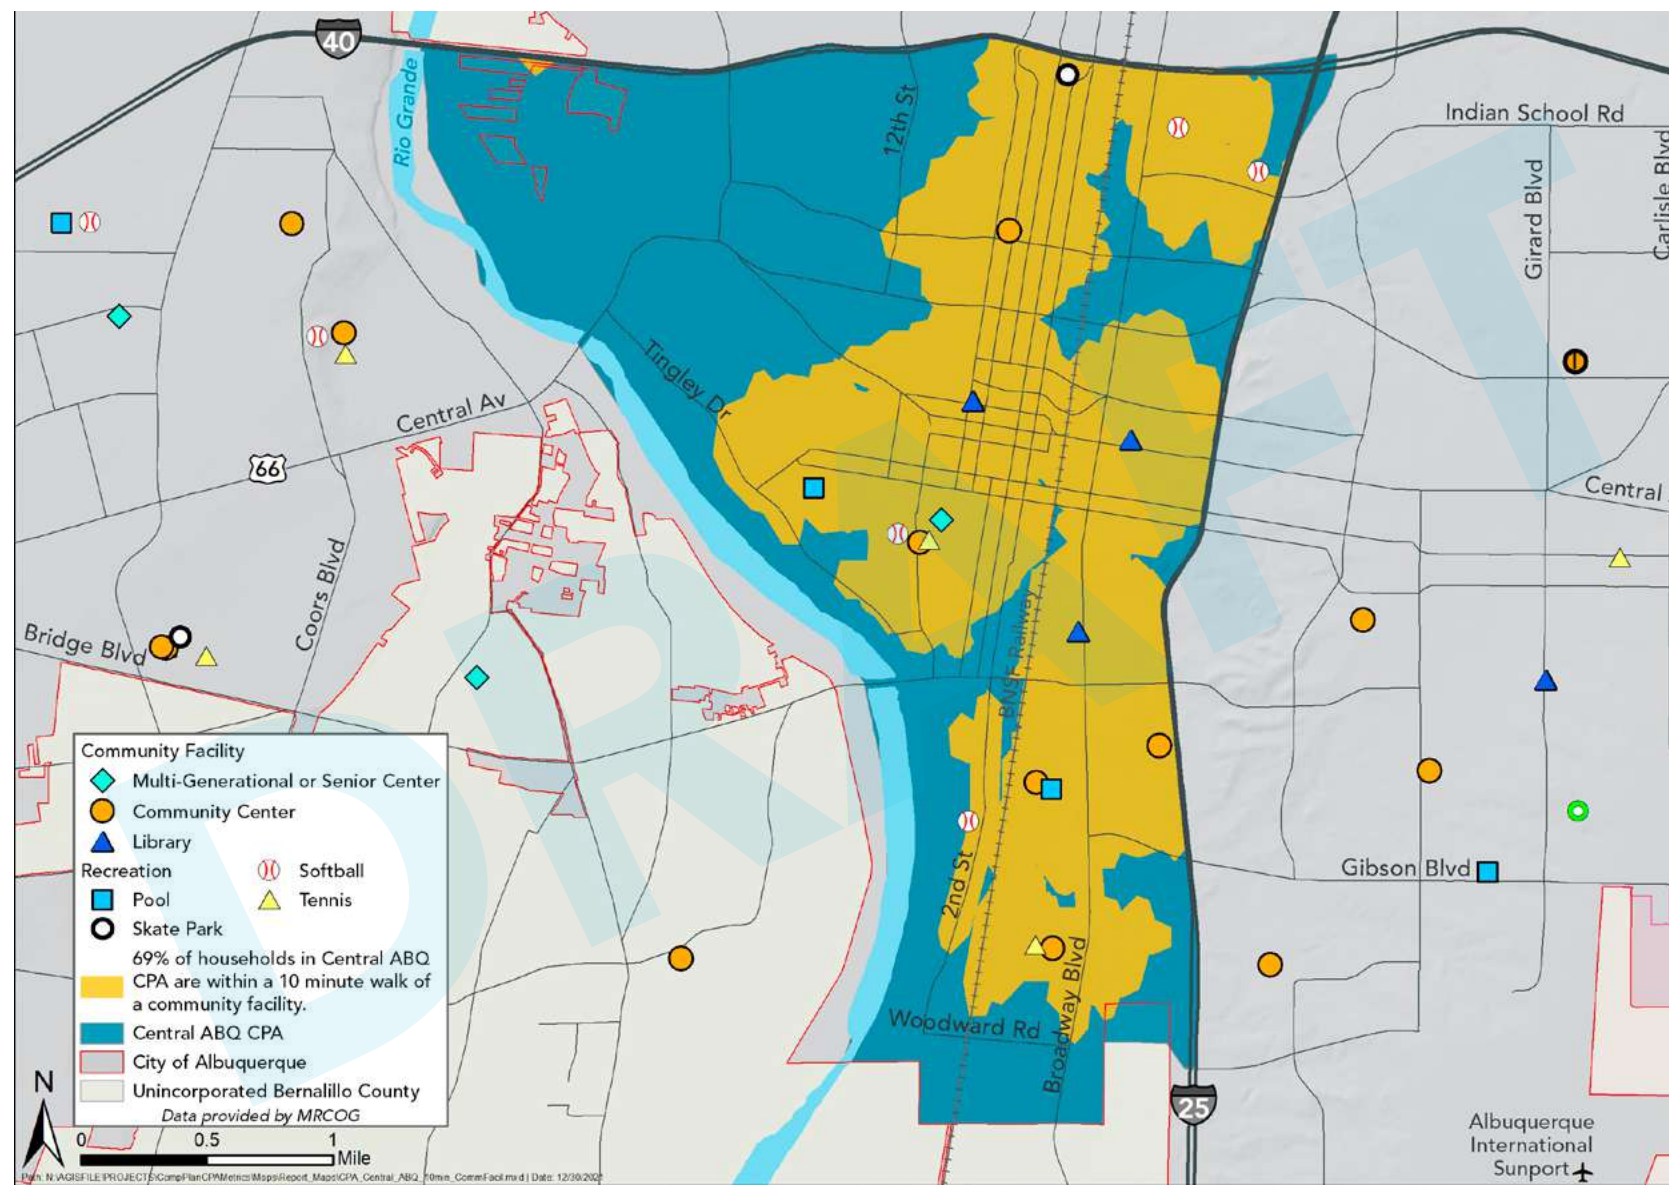 40
Rio Grande
12th St
Indian School Rd
Girard Blvd
Carlisle Blvd
Tingley Dr
Central Av
66
Central
Coors Blvd
Bridge Blvd
BNSF Railway
2nd St
Gibson Blvd
Woodward Rd
Broadway Blvd
25
Albuquerque
International
Sunport
DRAFT
Community Facility
Multi-Generational or Senior Center
Community Center
Library
Recreation
Softball
Pool
Tennis
Skate Park
69% of households in Central ABQ
CPA are within a 10 minute walk of
a community facility.
Central ABQ CPA
City of Albuquerque
Unincorporated Bernalillo County
Data provided by MRCOG
N
0 0.5 1
Mile